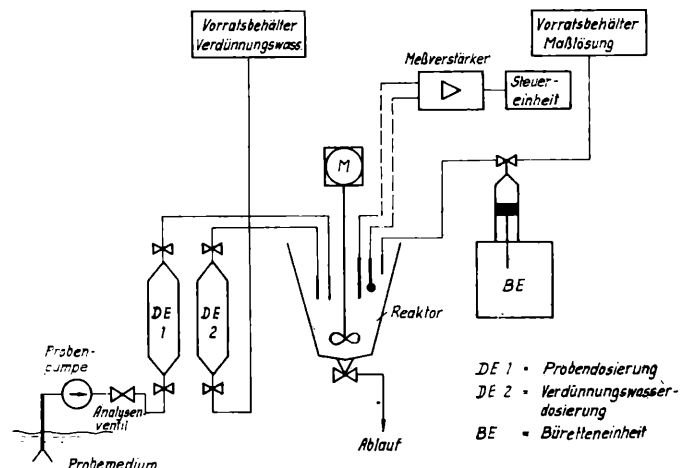 Vorratsbehälter
Verdünnungswass.
Vorratsbehälter
Maßlösung
Meßverstärker
Steuer-
einheit
M
DE
1
DE
2
BE
Reaktor
Proben-
pumpe
Analysen-
ventil
Probemedium
Ablauf
DE 1 = Probendosierung
DE 2 = Verdünnungswasser-
dosierung
BE = Büretteneinheit